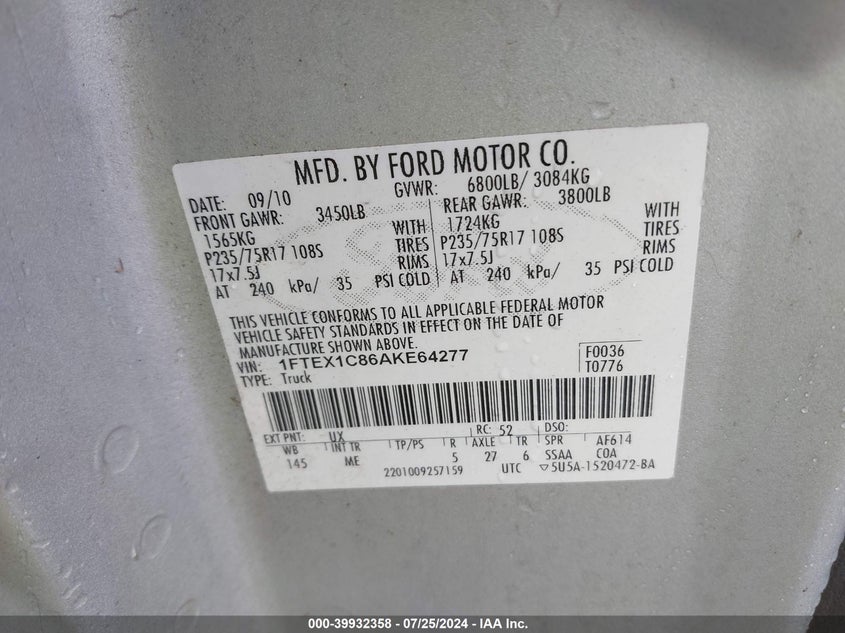 MFD. BY FORD MOTOR CO.
DATE: 09/10 GVWR: 6800LB/ 3084KG
FRONT GAWR: 3450LB REAR GAWR: 3800LB
1565KG WITH 1724KG WITH
P235/75R17 108S TIRES P235/75R17 108S TIRES
17x7.5J RIMS 17x7.5J RIMS
AT 240 kPa/ 35 PSI COLD AT 240 kPa/ 35 PSI COLD
THIS VEHICLE CONFORMS TO ALL APPLICABLE FEDERAL MOTOR
VEHICLE SAFETY STANDARDS IN EFFECT ON THE DATE OF
MANUFACTURE SHOWN ABOVE.
VIN: 1FTEX1C86AKE64277 F0036
TYPE: Truck T0776
EXT PNT: UX RC: 52 DSO:
WB INT TR TP/PS R AXLE TR SPR AF614
145 ME 5 27 6 SSAA COA
2201009257159 UTC ▽5U5A-1520472-BA
000-39932358 - 07/25/2024 - IAA Inc.